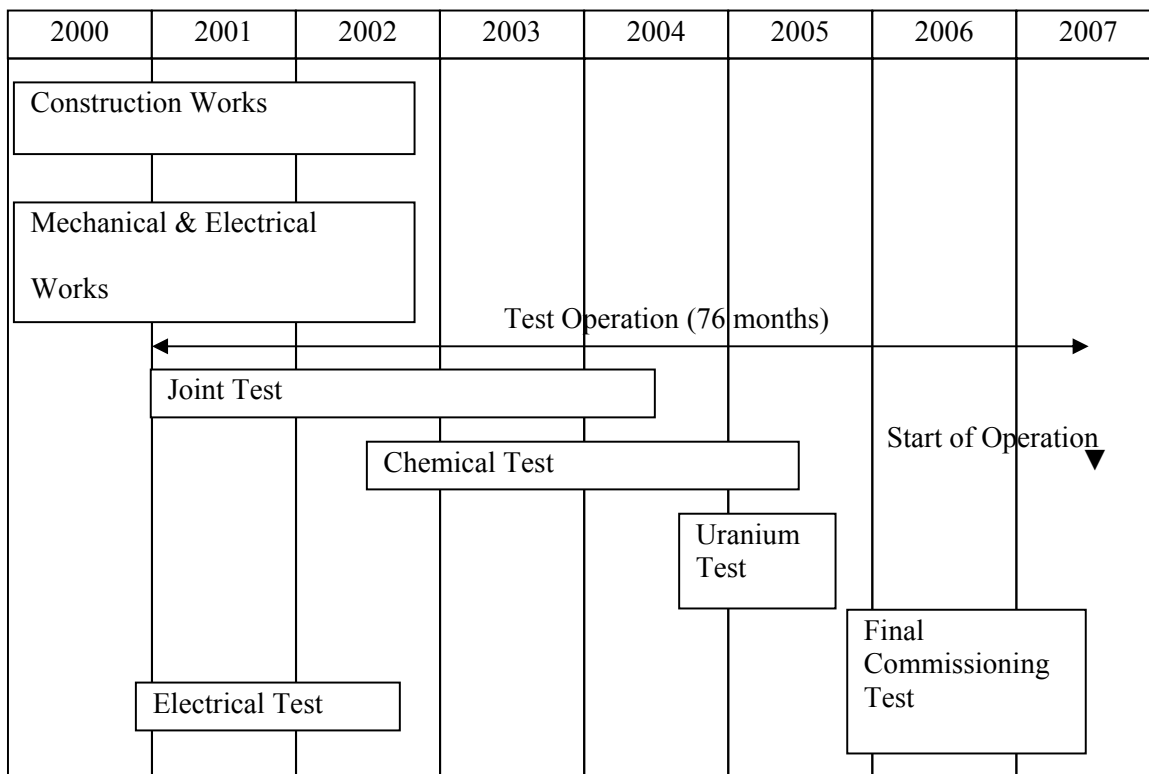 2000 2001 2002 2003 2004 2005 2006 2007
Construction Works
Mechanical & Electrical
Works
Test Operation (76 months)
Joint Test
Start of Operation
Chemical Test
Uranium
Test
Final
Commissioning
Test
Electrical Test